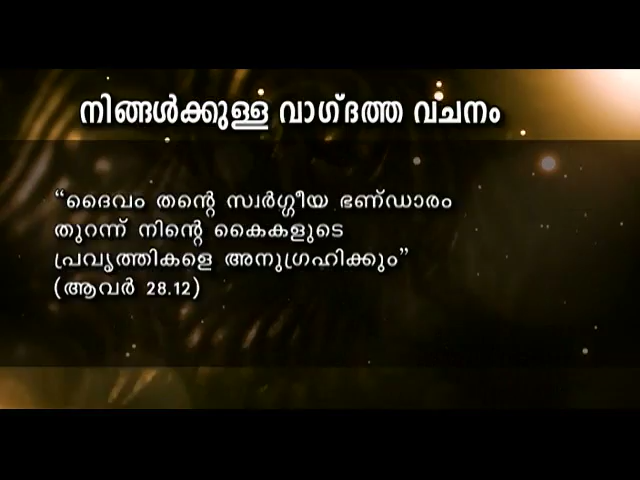 നിങ്ങൾക്കുള്ള വാഗ്ദത്ത വചനം
“ദൈവം തന്റെ സ്വർഗ്ഗീയ ഭണ്ഡാരം
തുറന്ന് നിന്റെ കൈകളുടെ
പ്രവൃത്തികളെ അനുഗ്രഹിക്കും”
(ആവർ 28.12)